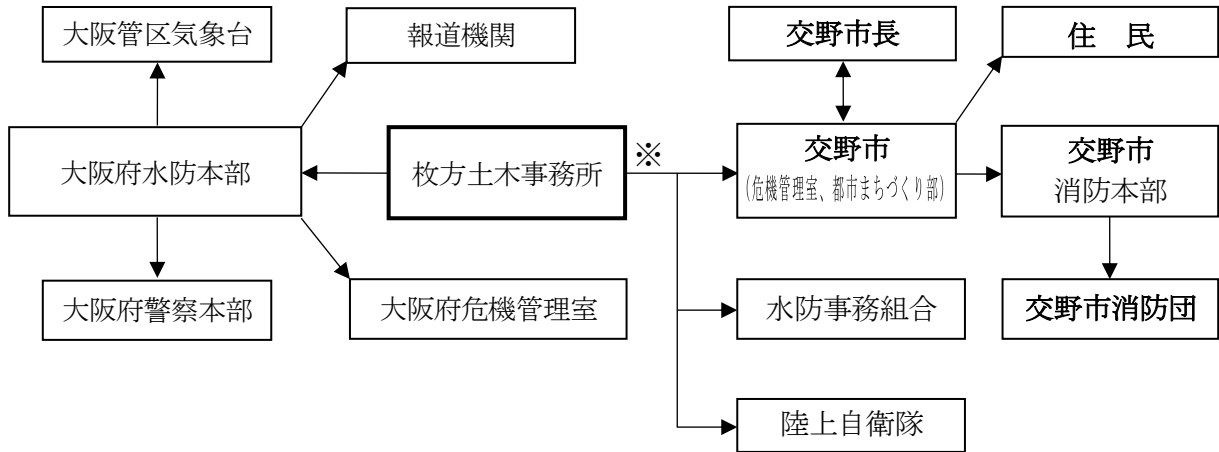 大阪管区気象台
報道機関
交野市長
住　民
大阪府水防本部
枚方土木事務所
※
交野市
(危機管理室、都市まちづくり部)
交野市
消防本部
大阪府警察本部
大阪府危機管理室
水防事務組合
交野市消防団
陸上自衛隊